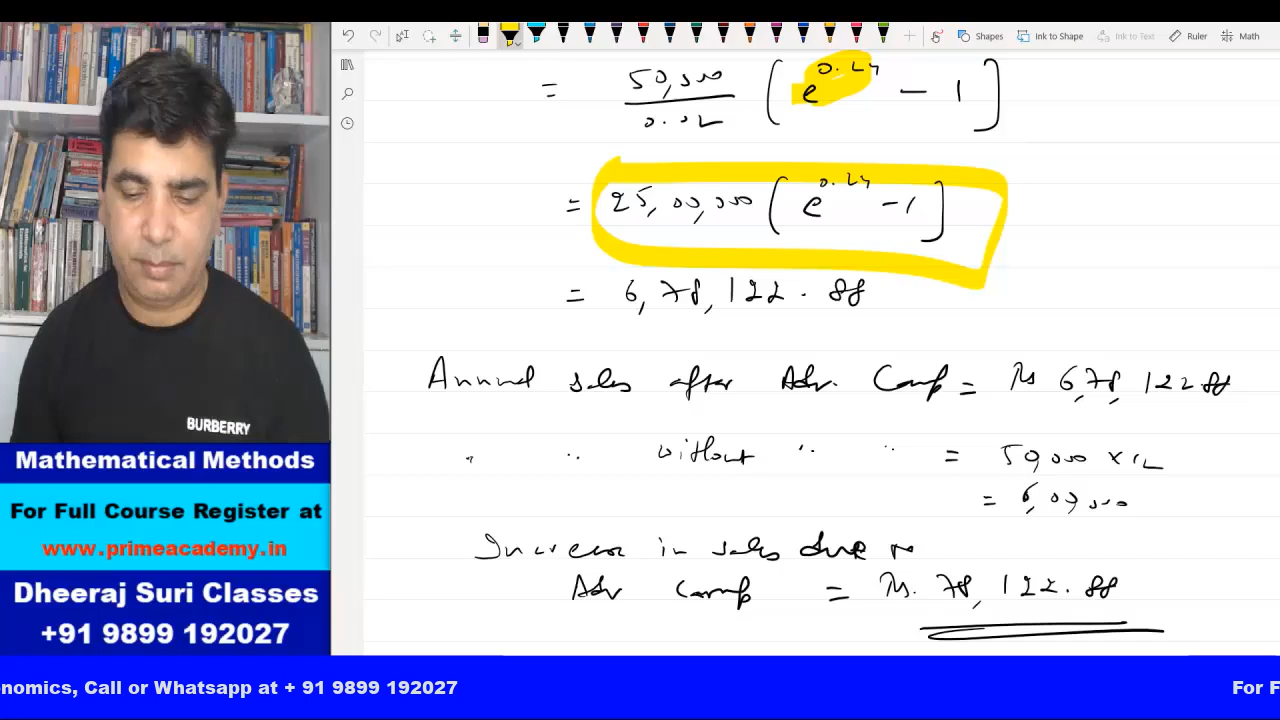 Shapes Ink to Shape Ink to Text Ruler Math
= 50,000 / 0.02 [ e^0.24 - 1 ]
= 25,00,000 [ e^0.24 - 1 ]
= 6,78,122.88
Annual sales after Adv. Camp = Rs 6,78,122.88
" " without " " = 50,000 x 12
= 6,00,000
Increase in sales due to
Adv Camp = Rs. 78,122.88
BURBERRY
Mathematical Methods
For Full Course Register at
www.primeacademy.in
Dheeraj Suri Classes
+91 9899 192027
nomics, Call or Whatsapp at + 91 9899 192027
For F